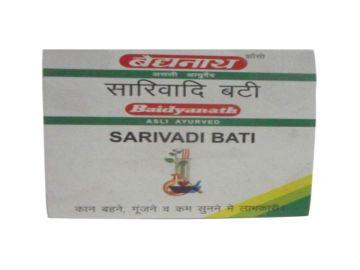 बैद्यनाथ
झाँसी
असली आयुर्वेद
सारिवादि बटी
Baidyanath
ASLI AYURVED
SARIVADI BATI
कान बहने, गूंजने व कम सुनने मे लाभकारी।